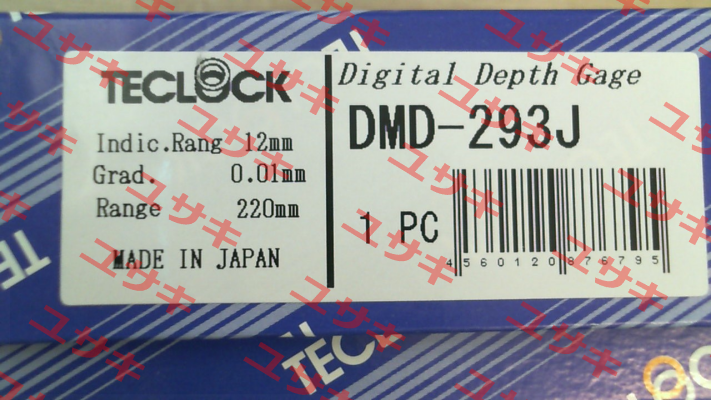 TECLOCK
Indic.Rang 12mm
Grad. 0.01mm
Range 220mm
MADE IN JAPAN
Digital Depth Gage
DMD-293J
1 PC
4560120876795
TECL
ユサキ